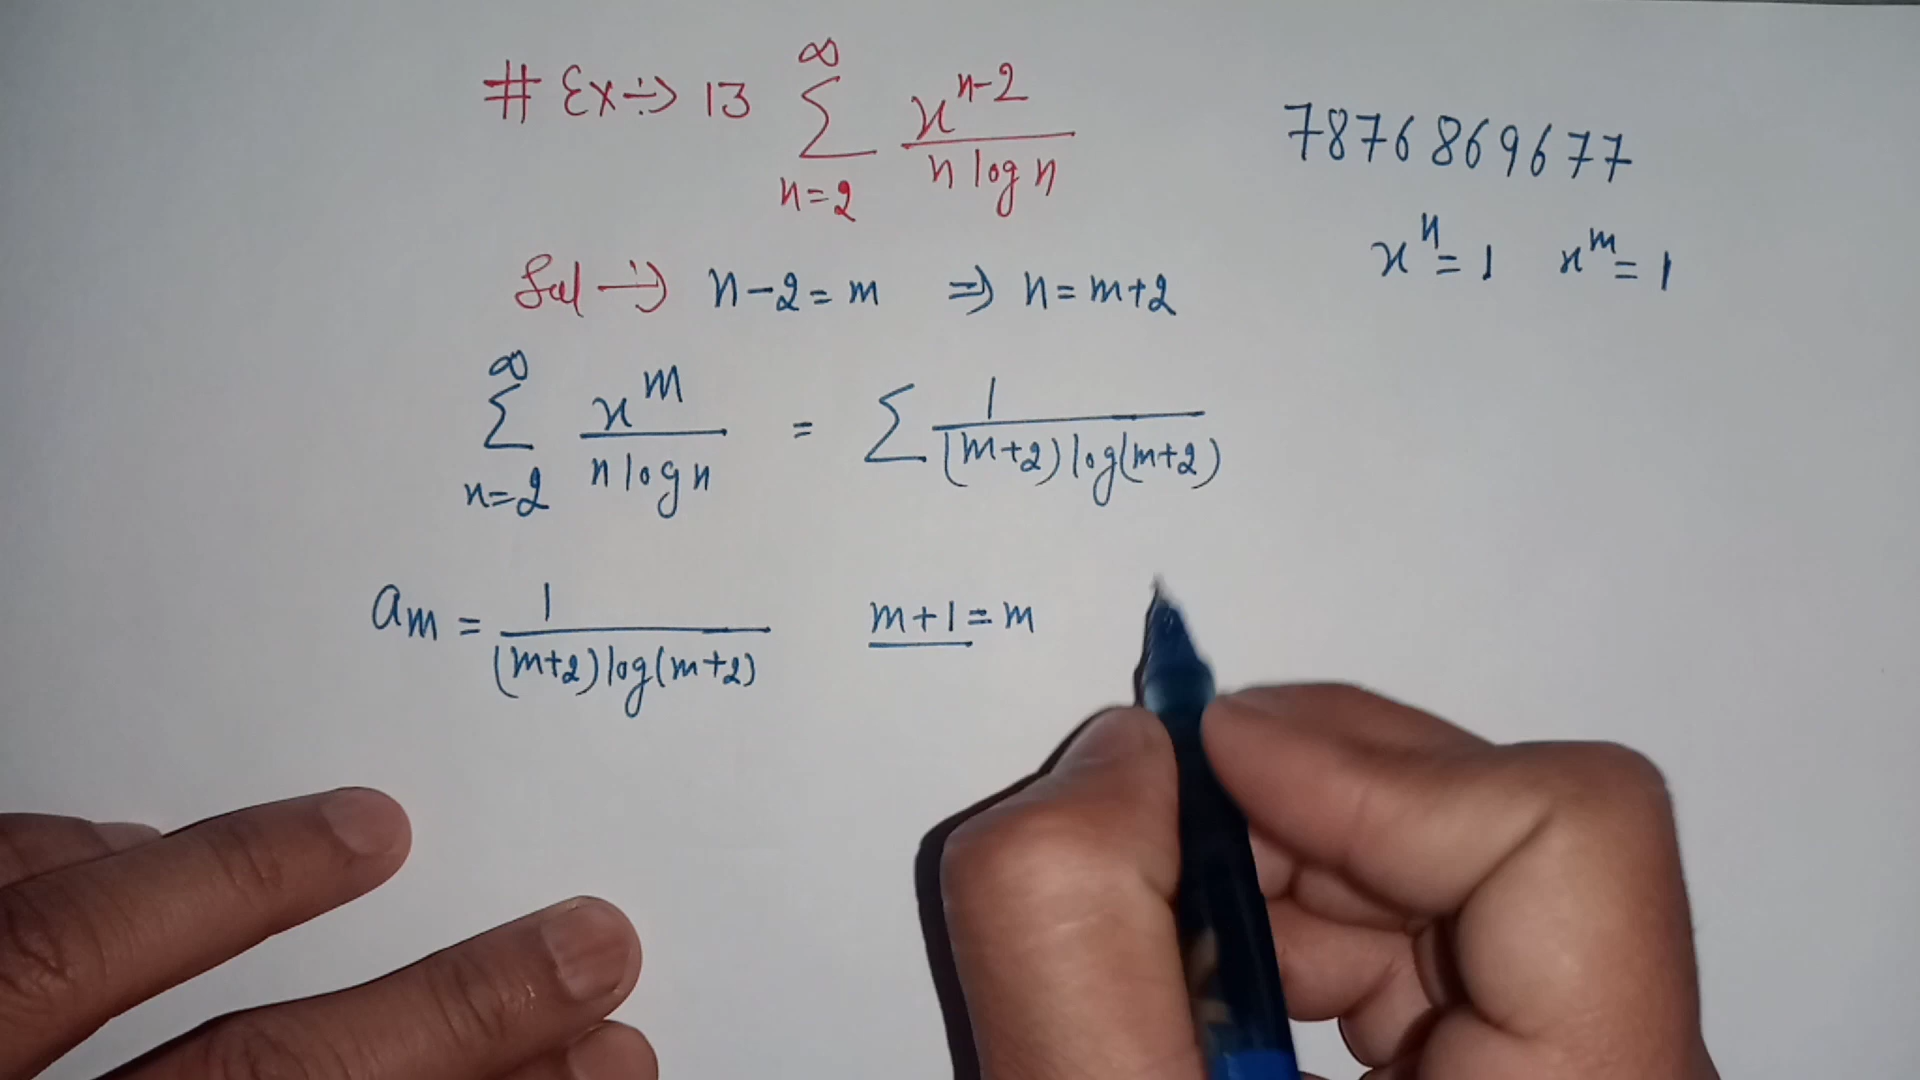 # Ex ÷> 13 ∞∑n=2 x^(n-2) / (n log n)
7876869677
x^n = 1 x^m = 1
Sol ÷> n-2 = m => n = m+2
∞∑n=2 x^m / (n log n) = ∑ 1 / ((m+2) log(m+2))
a_m = 1 / ((m+2) log(m+2)) m+1 = m